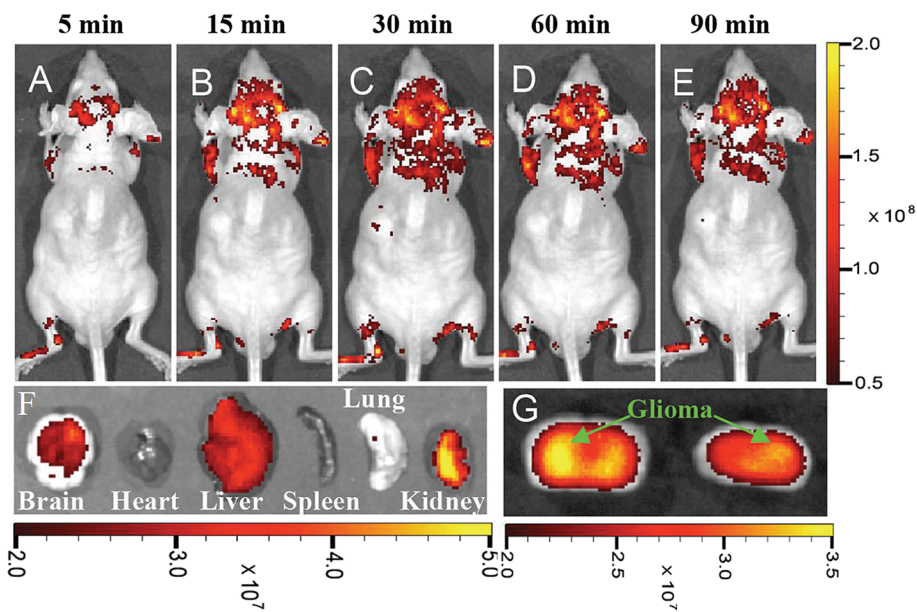 5 min 15 min 30 min 60 min 90 min
A B C D E
2.0
1.5
× 10⁸
1.0
0.5
F Lung G Glioma
Brain Heart Liver Spleen Kidney
2.0 3.0 4.0 5.0
× 10⁷
2.0 2.5 3.0 3.5
× 10⁷